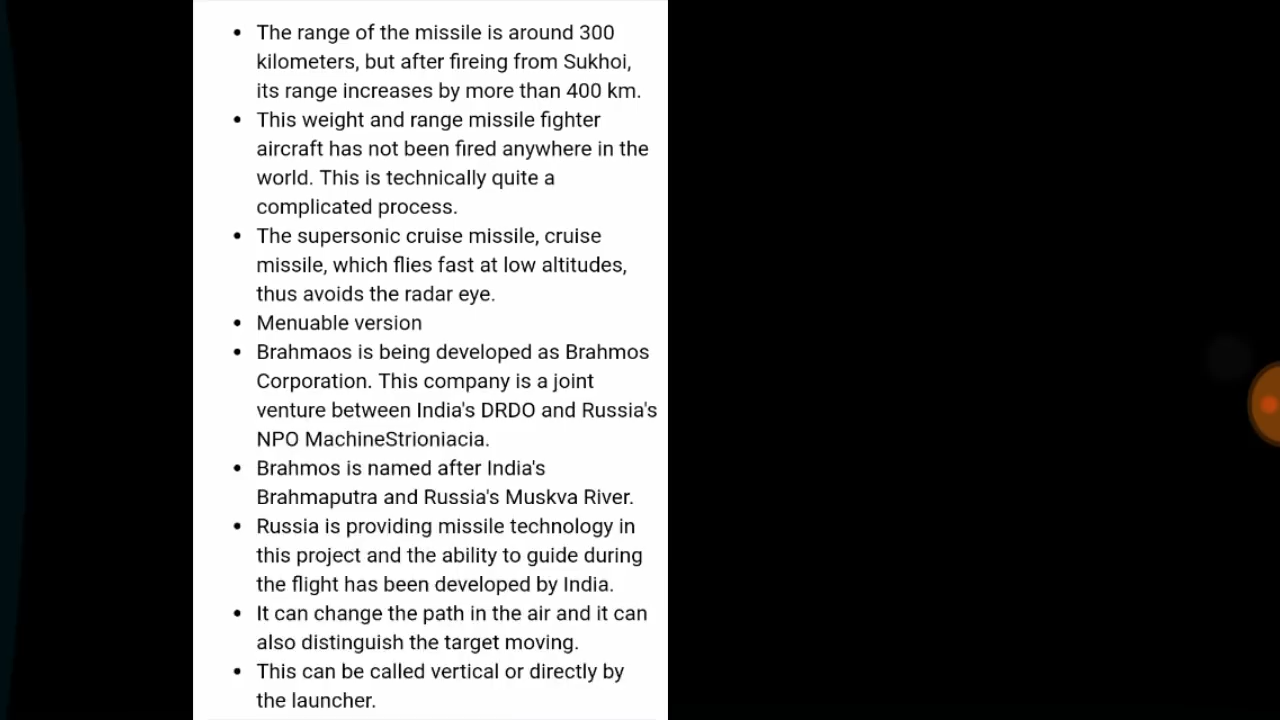 The range of the missile is around 300
kilometers, but after fireing from Sukhoi,
its range increases by more than 400 km.
This weight and range missile fighter
aircraft has not been fired anywhere in the
world. This is technically quite a
complicated process.
The supersonic cruise missile, cruise
missile, which flies fast at low altitudes,
thus avoids the radar eye.
Menuable version
Brahmaos is being developed as Brahmos
Corporation. This company is a joint
venture between India's DRDO and Russia's
NPO MachineStrioniacia.
Brahmos is named after India's
Brahmaputra and Russia's Muskva River.
Russia is providing missile technology in
this project and the ability to guide during
the flight has been developed by India.
It can change the path in the air and it can
also distinguish the target moving.
This can be called vertical or directly by
the launcher.